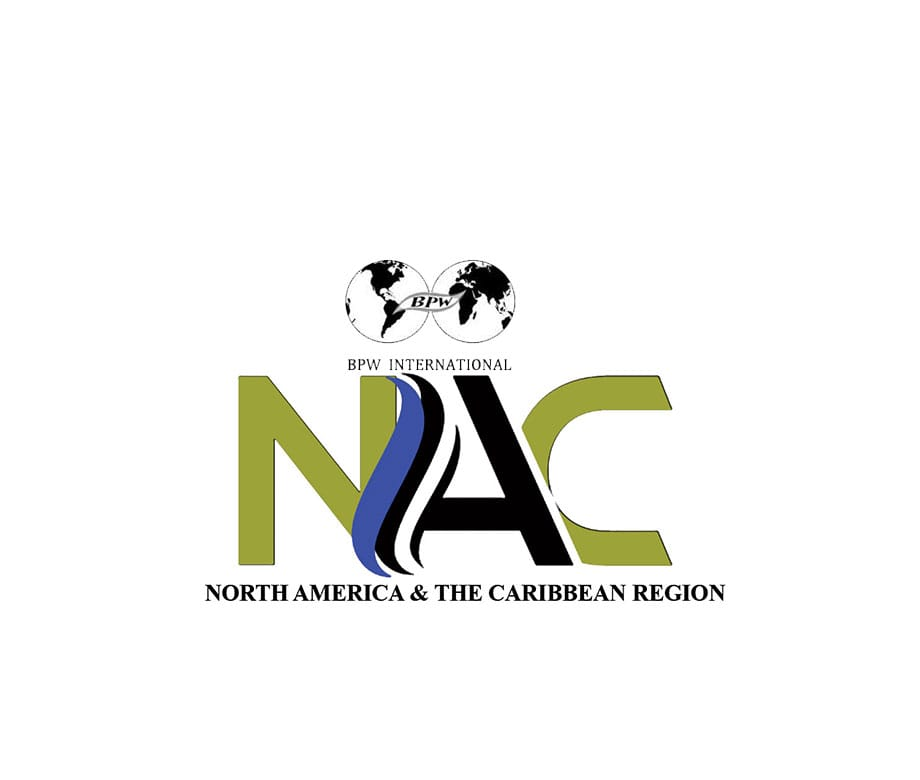 BPW
BPW INTERNATIONAL
NAC
NORTH AMERICA & THE CARIBBEAN REGION